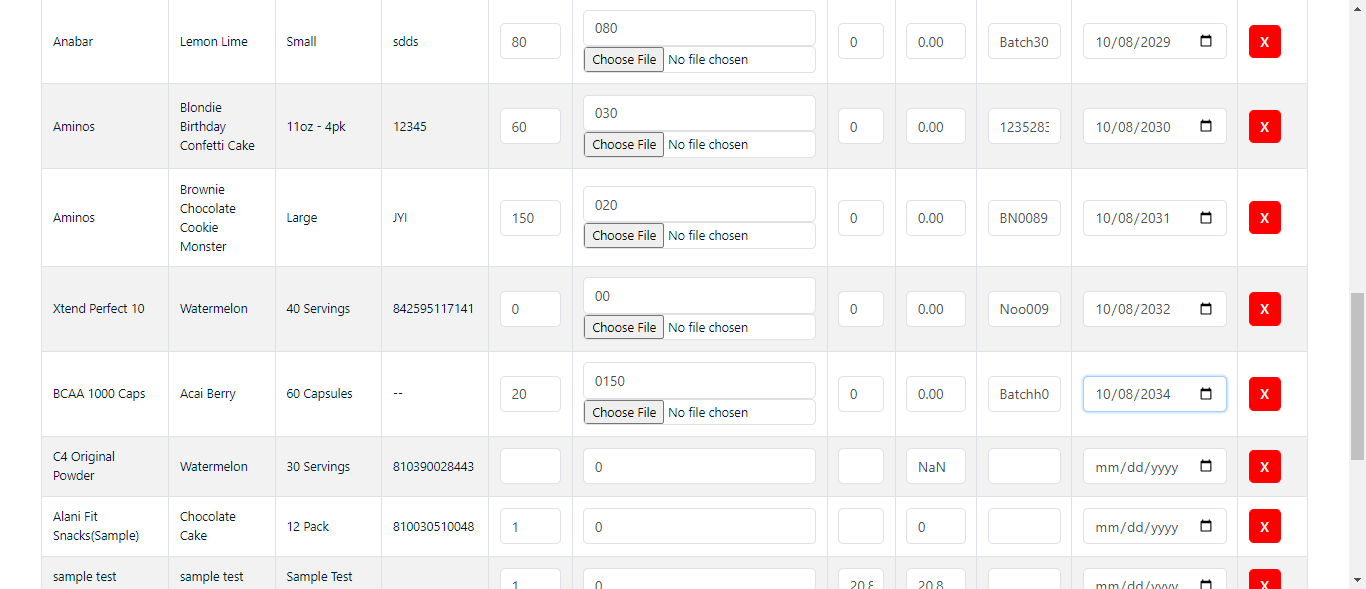 Anabar Lemon Lime Small sdds 80 080 0 0.00 Batch30 10/08/2029 X
Choose File No file chosen
Aminos Blondie Birthday Confetti Cake 11oz - 4pk 12345 60 030 0 0.00 1235283 10/08/2030 X
Choose File No file chosen
Aminos Brownie Chocolate Cookie Monster Large JYI 150 020 0 0.00 BN0089 10/08/2031 X
Choose File No file chosen
Xtend Perfect 10 Watermelon 40 Servings 842595117141 0 00 0 0.00 Noo009 10/08/2032 X
Choose File No file chosen
BCAA 1000 Caps Acai Berry 60 Capsules -- 20 0150 0 0.00 Batchh0 10/08/2034 X
Choose File No file chosen
C4 Original Powder Watermelon 30 Servings 810390028443 0 NaN mm/dd/yyyy X
Alani Fit Snacks(Sample) Chocolate Cake 12 Pack 810030510048 1 0 0 mm/dd/yyyy X
sample test sample test Sample Test 1 0 20.8 20.8 mm/dd/yyyy X